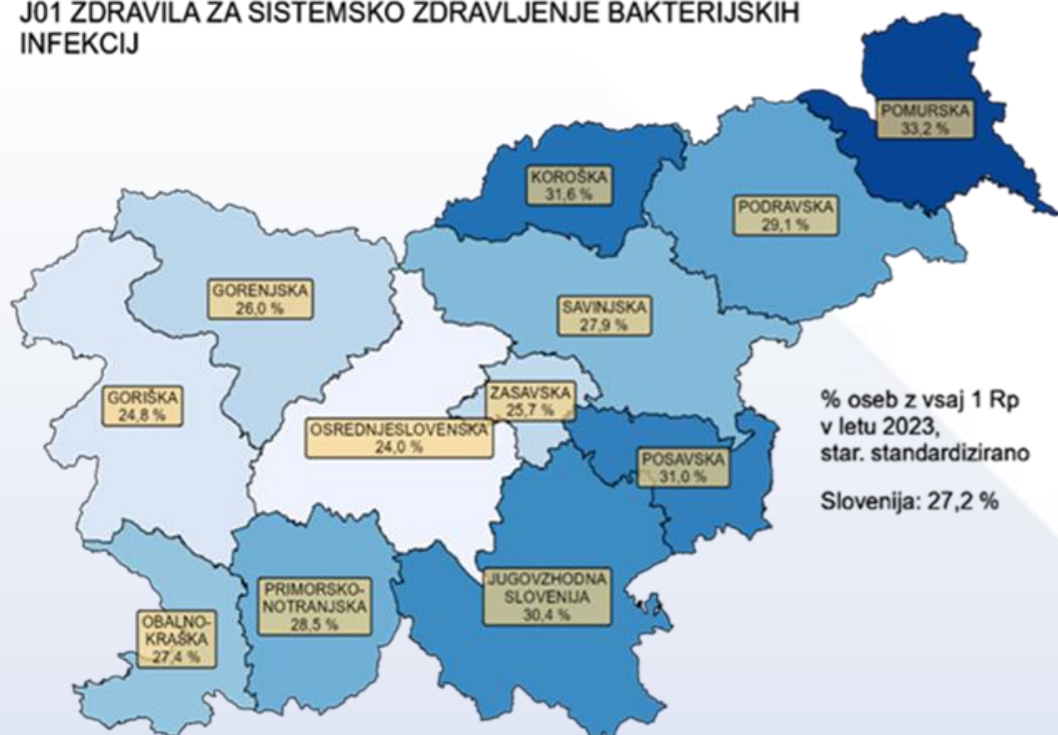 J01 ZDRAVILA ZA SISTEMSKO ZDRAVLJENJE BAKTERIJSKIH
INFEKCIJ
POMURSKA
33,2 %
KOROŠKA
31,6 %
PODRAVSKA
29,1 %
GORENJSKA
26,0 %
SAVINJSKA
27,9 %
GORIŠKA
24,8 %
ZASAVSKA
25,7 %
OSREDNJESLOVENSKA
24,0 %
POSAVSKA
31,0 %
% oseb z vsaj 1 Rp
v letu 2023,
star. standardizirano
Slovenija: 27,2 %
JUGOVZHODNA
SLOVENIJA
30,4 %
PRIMORSKO-
NOTRANJSKA
28,5 %
OBALNO-
KRAŠKA
27,4 %